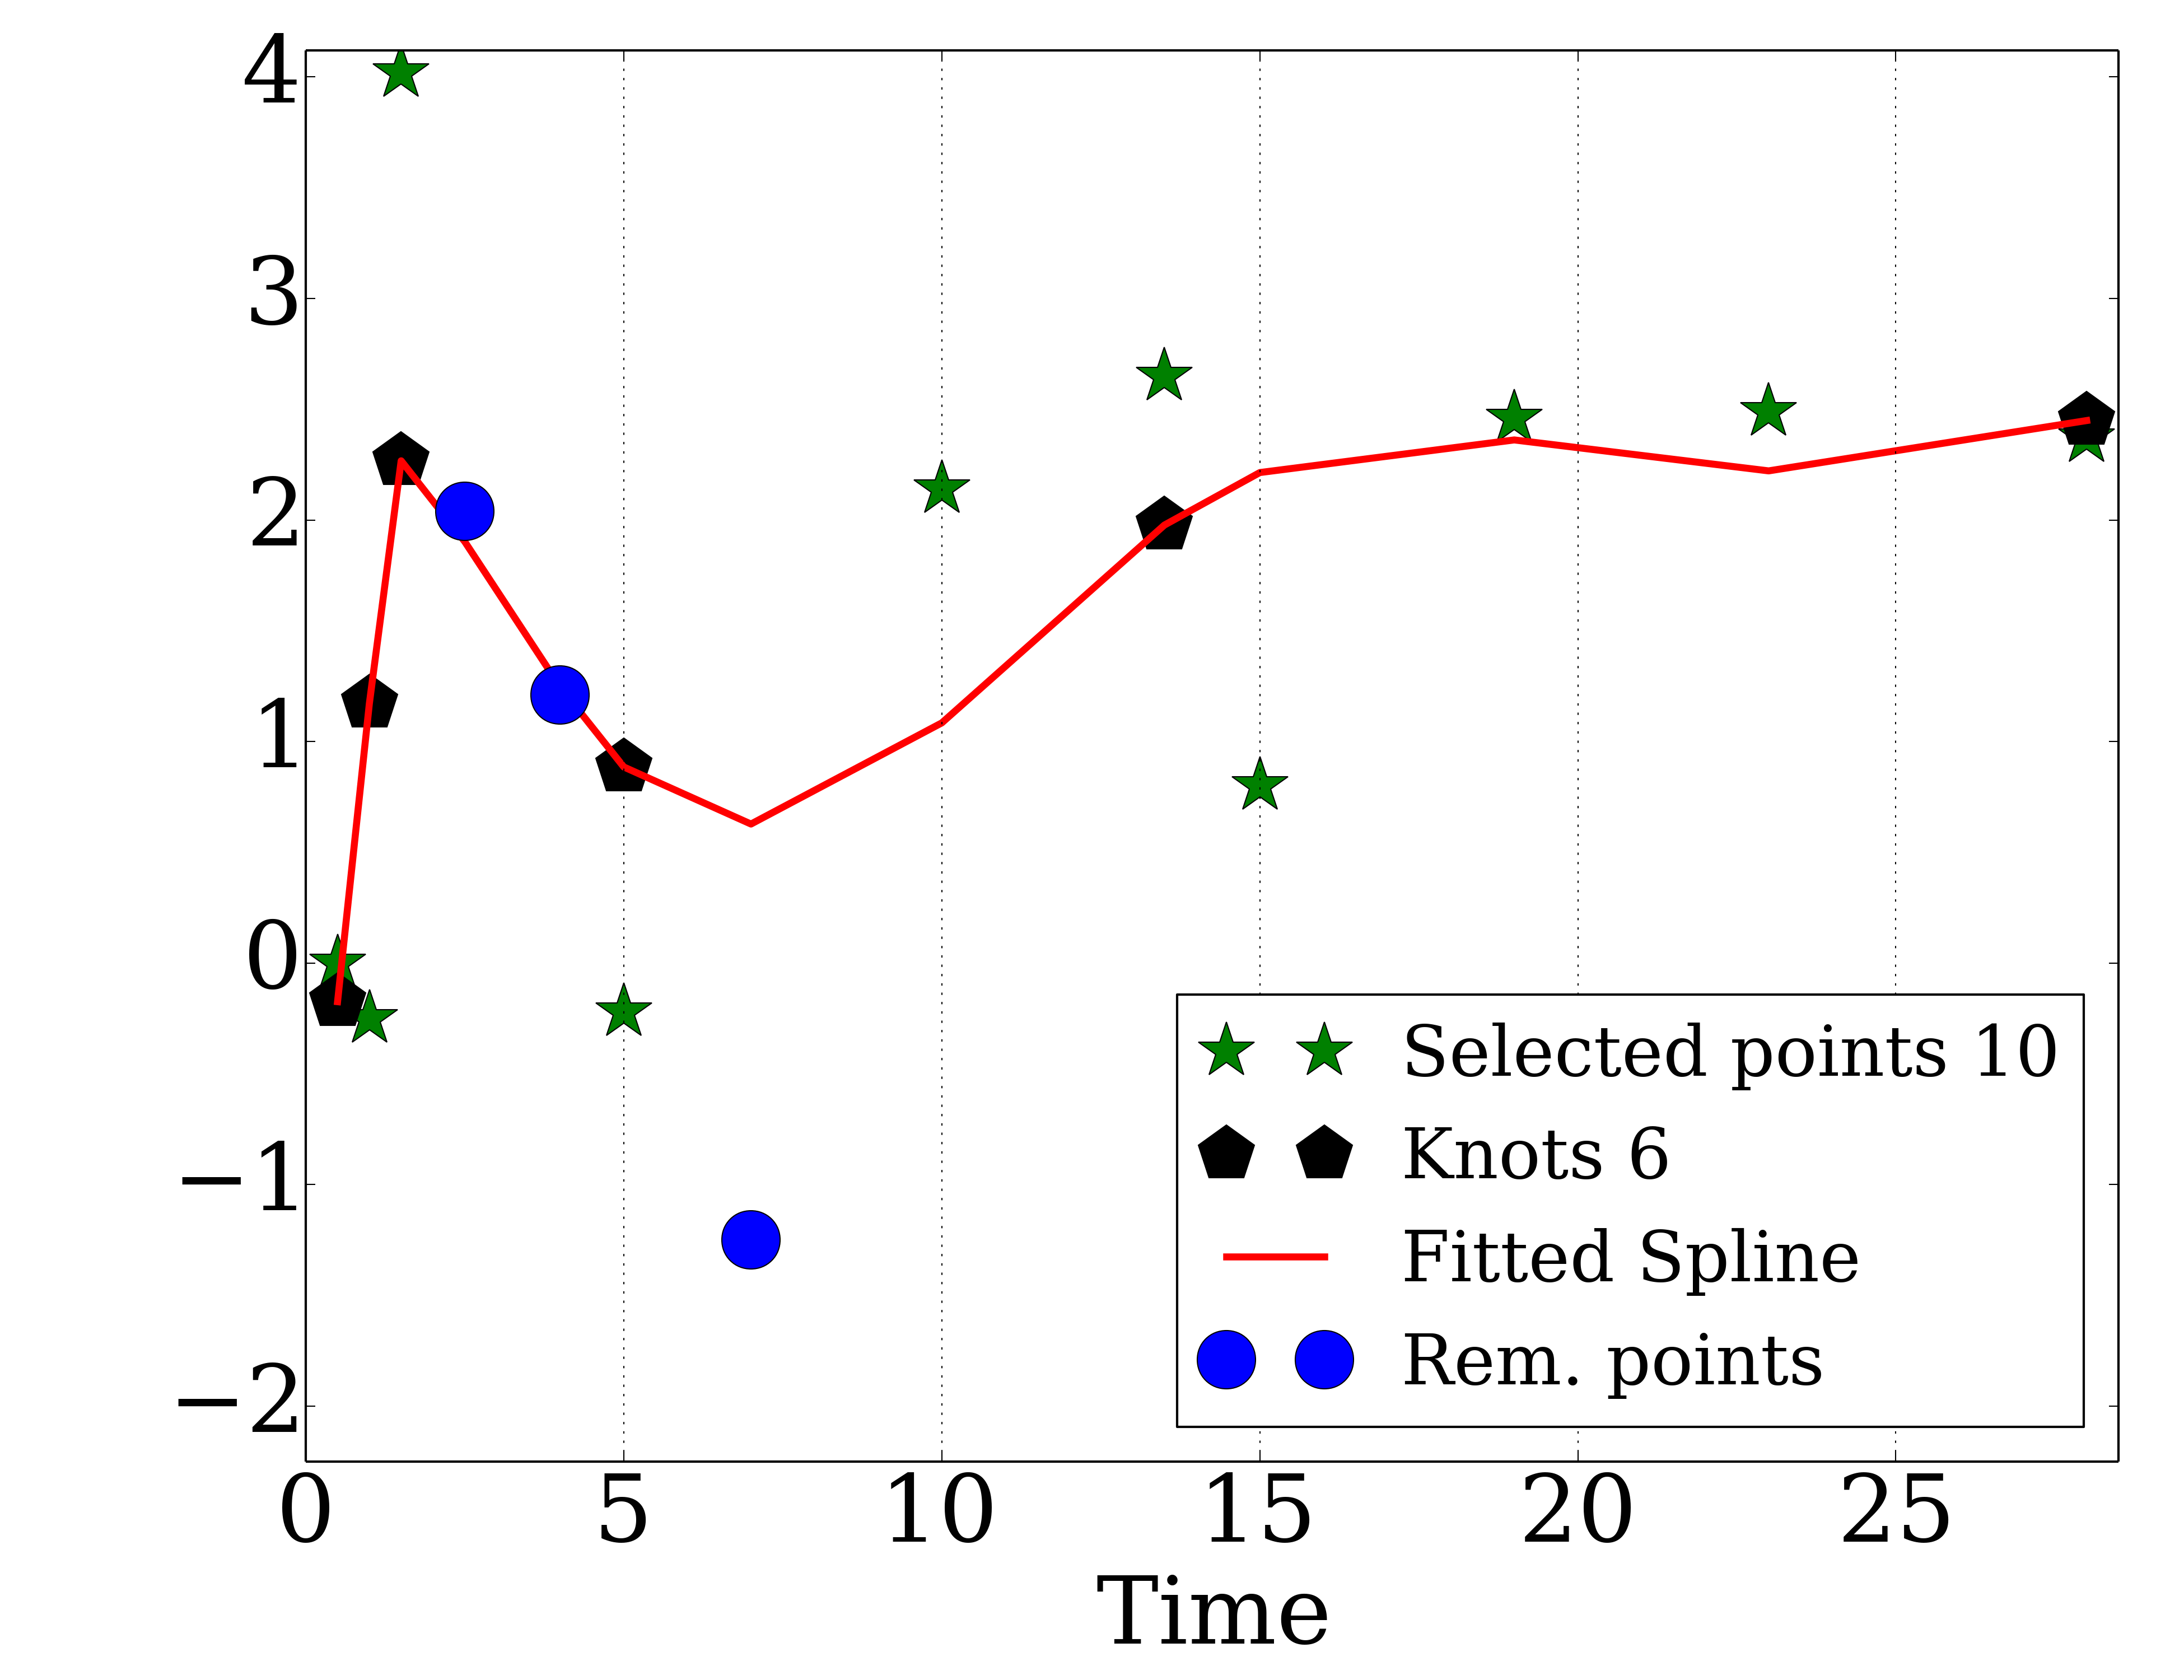 4
3
2
1
0
−1
−2
0 5 10 15 20 25
Time
Selected points 10
Knots 6
Fitted Spline
Rem. points